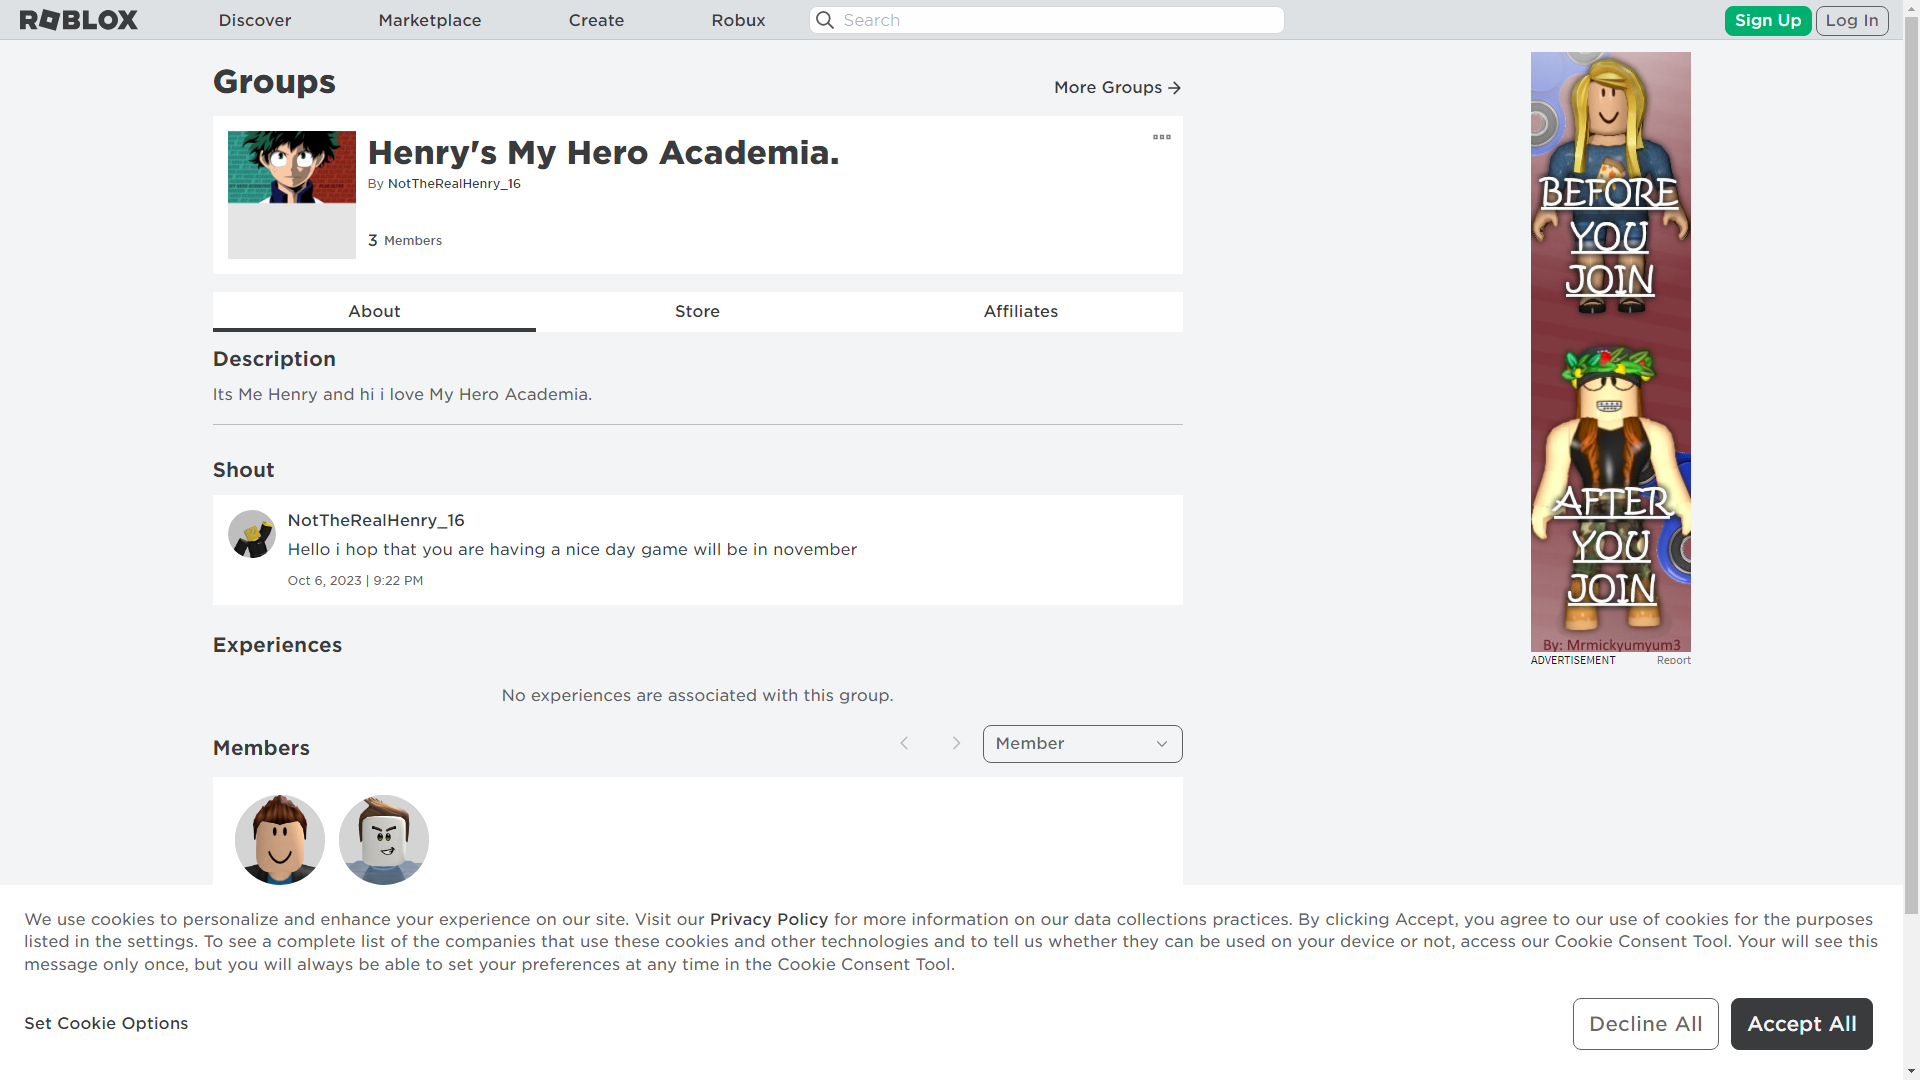 ROBLOX
Discover
Marketplace
Create
Robux
Search
Sign Up
Log In
Groups
More Groups
Henry's My Hero Academia.
By NotTheRealHenry_16
3 Members
About
Store
Affiliates
Description
Its Me Henry and hi i love My Hero Academia.
Shout
NotTheRealHenry_16
Hello i hop that you are having a nice day game will be in november
Oct 6, 2023 | 9:22 PM
Experiences
No experiences are associated with this group.
Members
Member
BEFORE
YOU
JOIN
AFTER
YOU
JOIN
By: Mrmickyumyum3
ADVERTISEMENT
Report
We use cookies to personalize and enhance your experience on our site. Visit our Privacy Policy for more information on our data collections practices. By clicking Accept, you agree to our use of cookies for the purposes
listed in the settings. To see a complete list of the companies that use these cookies and other technologies and to tell us whether they can be used on your device or not, access our Cookie Consent Tool. Your will see this
message only once, but you will always be able to set your preferences at any time in the Cookie Consent Tool.
Set Cookie Options
Decline All
Accept All